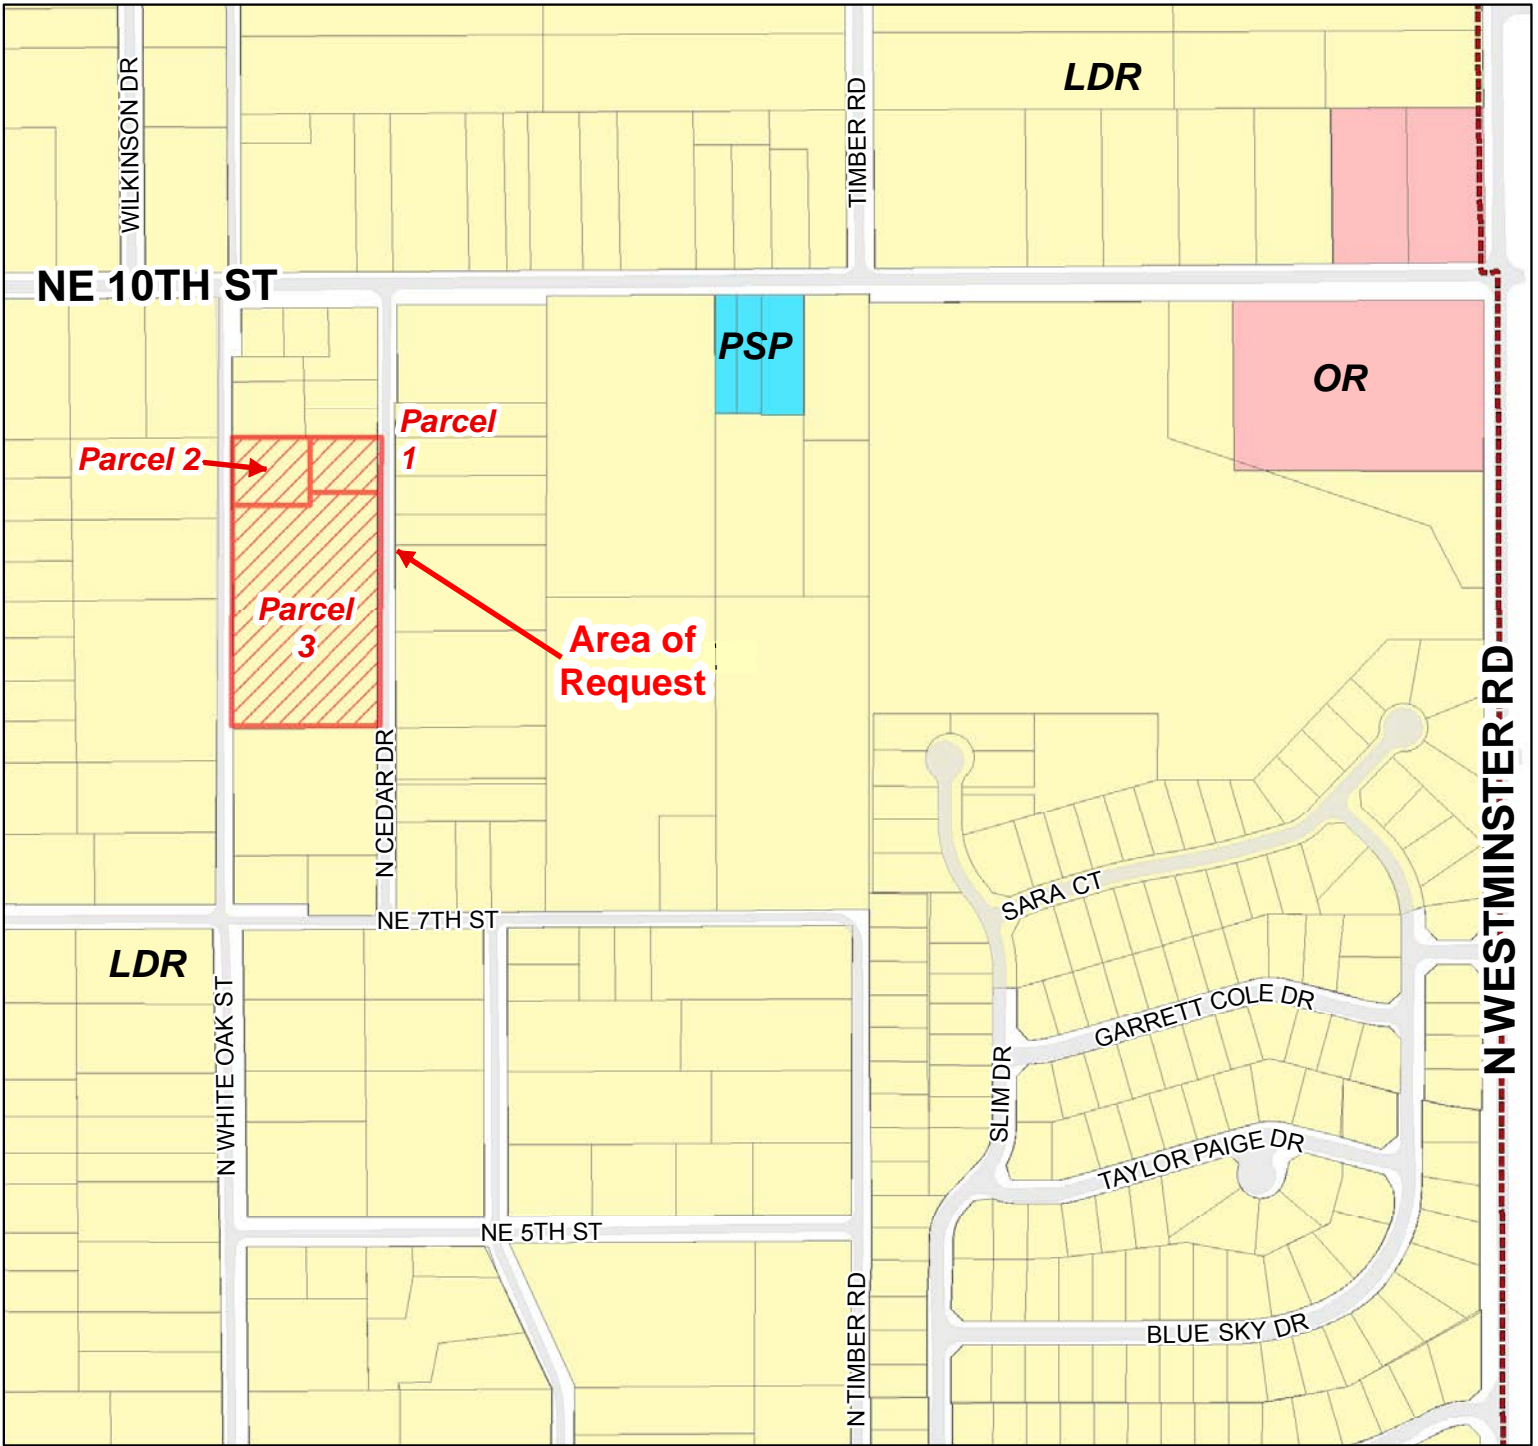 LDR
WILKINSON DR
TIMBER RD
NE 10TH ST
PSP
OR
Parcel
1
Parcel 2
Parcel
3
Area of
Request
N CEDAR DR
N WESTMINSTER RD
SARA CT
NE 7TH ST
LDR
N WHITE OAK ST
GARRETT COLE DR
SLIM DR
TAYLOR PAIGE DR
NE 5TH ST
N TIMBER RD
BLUE SKY DR